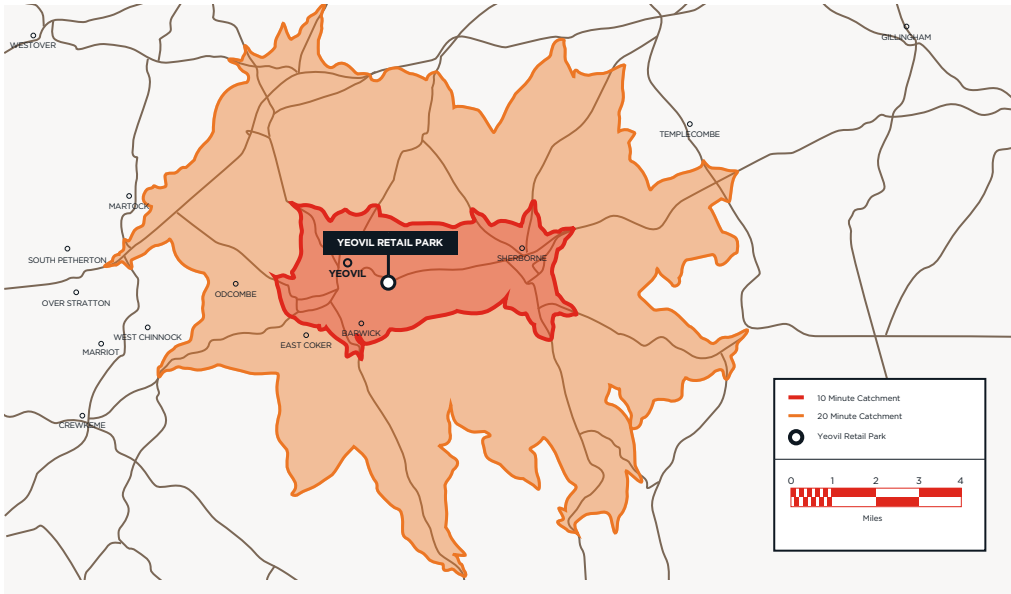 WESTOVER
GILLINGHAM
TEMPLECOMBE
MARTOCK
YEOVIL RETAIL PARK
SOUTH PETHERTON
SHERBORNE
YEOVIL
ODCOMBE
OVER STRATTON
WEST CHINNOCK
BARWICK
EAST COKER
MARRIOT
CREWKEME
10 Minute Catchment
20 Minute Catchment
Yeovil Retail Park
0 1 2 3 4
Miles